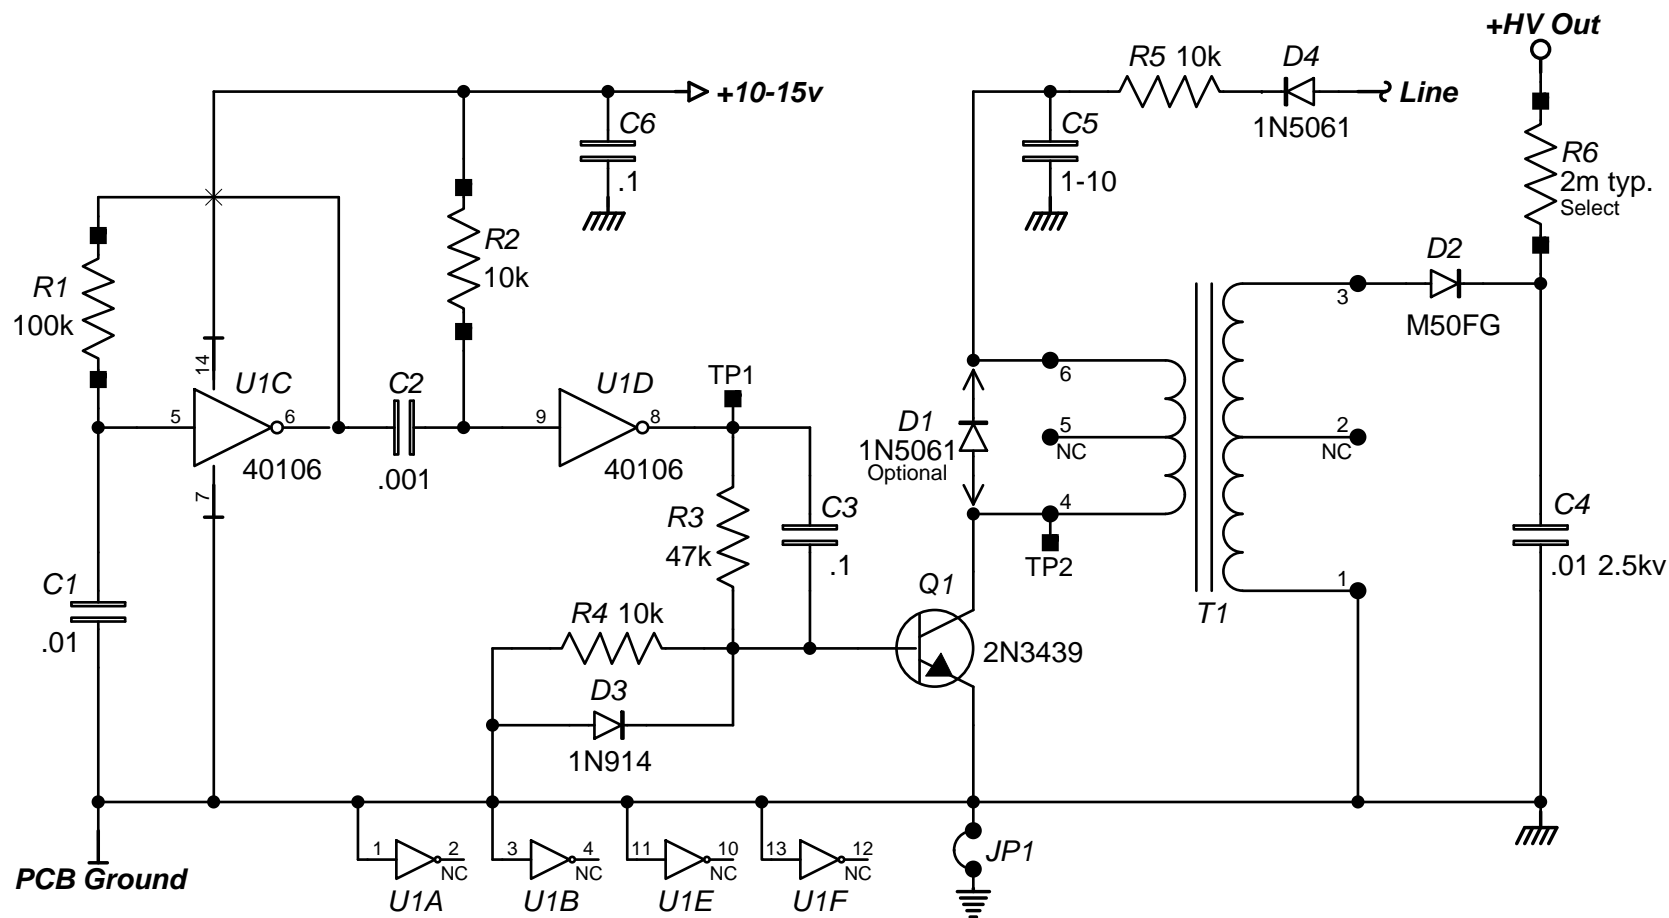 +HV Out
R5 10k
D4
+10-15v
Line
C6
.1
C5
1-10
1N5061
R6
2m typ.
Select
R2
10k
R1
100k
D2
M50FG
3
14
U1C
C2
U1D
TP1
6
5
6
9
8
D1
1N5061
Optional
5
NC
2
NC
40106
.001
40106
7
R3
47k
C3
.1
4
TP2
C4
.01 2.5kv
C1
.01
Q1
1
T1
R4 10k
2N3439
D3
1N914
1
2
NC
3
4
NC
11
10
NC
13
12
NC
JP1
PCB Ground
U1A
U1B
U1E
U1F